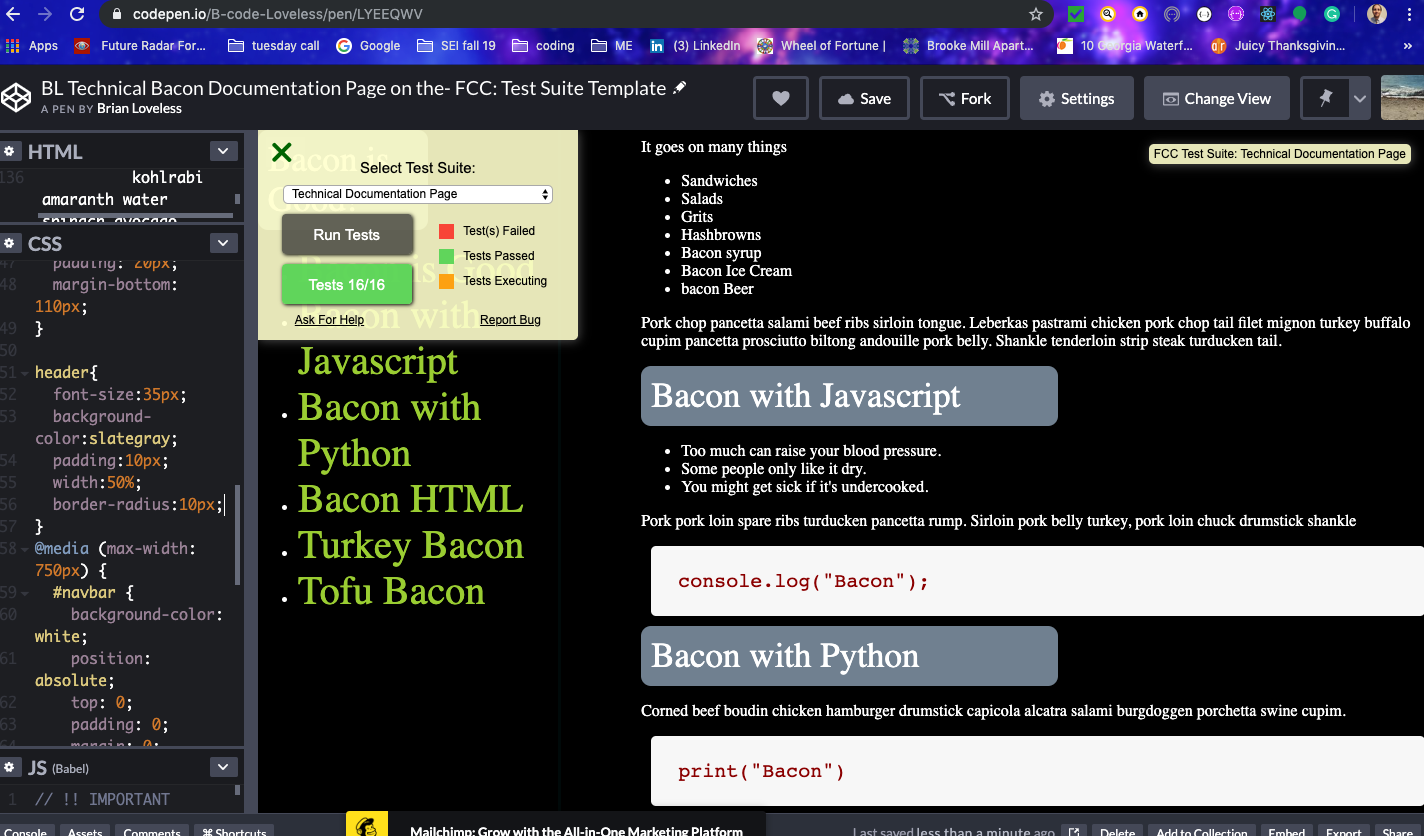 codepen.io/B-code-Loveless/pen/LYEEQWV
Apps
Future Radar For...
tuesday call
Google
SEI fall 19
coding
ME
(3) LinkedIn
Wheel of Fortune |
Brooke Mill Apart...
10 Georgia Waterf...
Juicy Thanksgivin...
»
BL Technical Bacon Documentation Page on the- FCC: Test Suite Template
A PEN BY Brian Loveless
Save
Fork
Settings
Change View
HTML
136 kohlrabi
amaranth water
spinach avocado
CSS
47 padding: 20px;
48 margin-bottom:
110px;
49 }
50
51 header{
52 font-size:35px;
53 background-
color:slategray;
54 padding:10px;
55 width:50%;
56 border-radius:10px;
57 }
58 @media (max-width:
750px) {
59 #navbar {
60 background-color:
white;
61 position:
absolute;
62 top: 0;
63 padding: 0;
64 margin: 0;
JS (Babel)
1 // !! IMPORTANT
Bacon is
Good!
Select Test Suite:
Technical Documentation Page
Run Tests
Tests 16/16
Test(s) Failed
Tests Passed
Tests Executing
Ask For Help
Report Bug
Bacon is Good
Bacon with
Javascript
Bacon with
Python
Bacon HTML
Turkey Bacon
Tofu Bacon
FCC Test Suite: Technical Documentation Page
It goes on many things
Sandwiches
Salads
Grits
Hashbrowns
Bacon syrup
Bacon Ice Cream
bacon Beer
Pork chop pancetta salami beef ribs sirloin tongue. Leberkas pastrami chicken pork chop tail filet mignon turkey buffalo
cupim pancetta prosciutto biltong andouille pork belly. Shankle tenderloin strip steak turducken tail.
Bacon with Javascript
Too much can raise your blood pressure.
Some people only like it dry.
You might get sick if it's undercooked.
Pork pork loin spare ribs turducken pancetta rump. Sirloin pork belly turkey, pork loin chuck drumstick shankle
console.log("Bacon");
Bacon with Python
Corned beef boudin chicken hamburger drumstick capicola alcatra salami burgdoggen porchetta swine cupim.
print("Bacon")
Console
Assets
Comments
⌘ Shortcuts
Mailchimp: Grow with the All-in-One Marketing Platform
Last saved less than a minute ago
Delete
Add to Collection
Embed
Export
Share